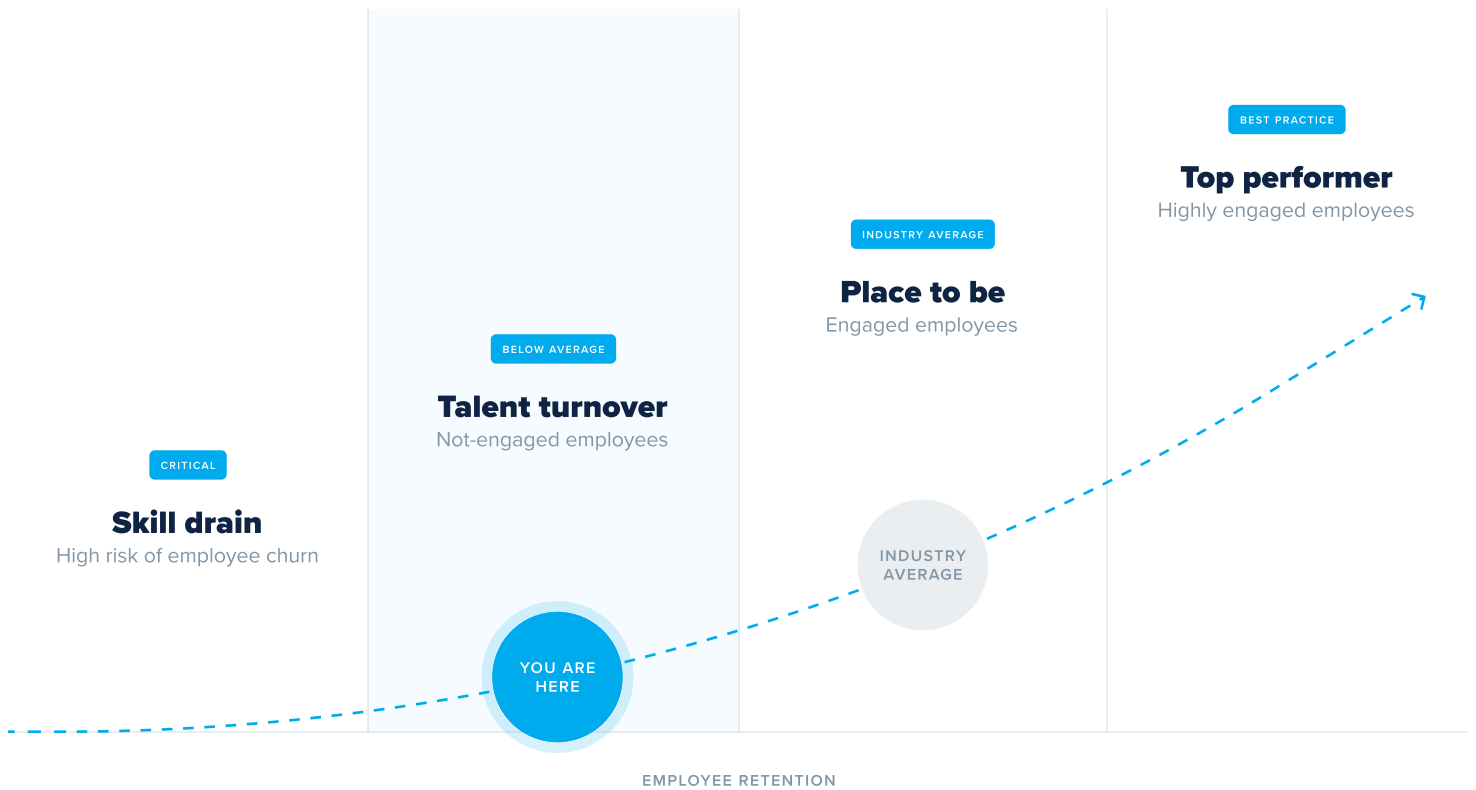 CRITICAL
Skill drain
High risk of employee churn
BELOW AVERAGE
Talent turnover
Not-engaged employees
YOU ARE
HERE
INDUSTRY AVERAGE
Place to be
Engaged employees
INDUSTRY
AVERAGE
BEST PRACTICE
Top performer
Highly engaged employees
EMPLOYEE RETENTION